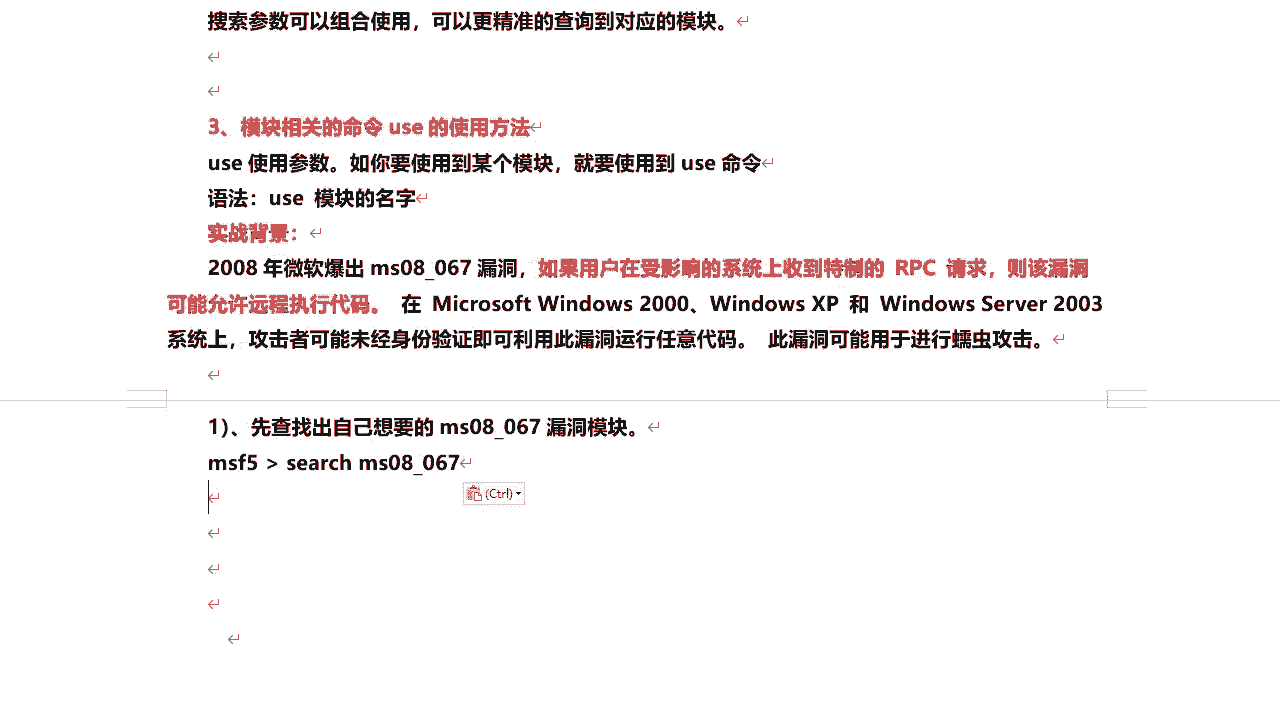 搜索参数可以组合使用，可以更精准的查询到对应的模块。
3、模块相关的命令 use 的使用方法
use 使用参数。如你要使用到某个模块，就要使用到 use 命令
语法：use 模块的名字
实战背景：
2008 年微软爆出 ms08_067 漏洞，如果用户在受影响的系统上收到特制的 RPC 请求，则该漏洞
可能允许远程执行代码。 在 Microsoft Windows 2000、Windows XP 和 Windows Server 2003
系统上，攻击者可能未经身份验证即可利用此漏洞运行任意代码。 此漏洞可能用于进行蠕虫攻击。
1)、先查找出自己想要的 ms08_067 漏洞模块。
msf5 > search ms08_067
(Ctrl)